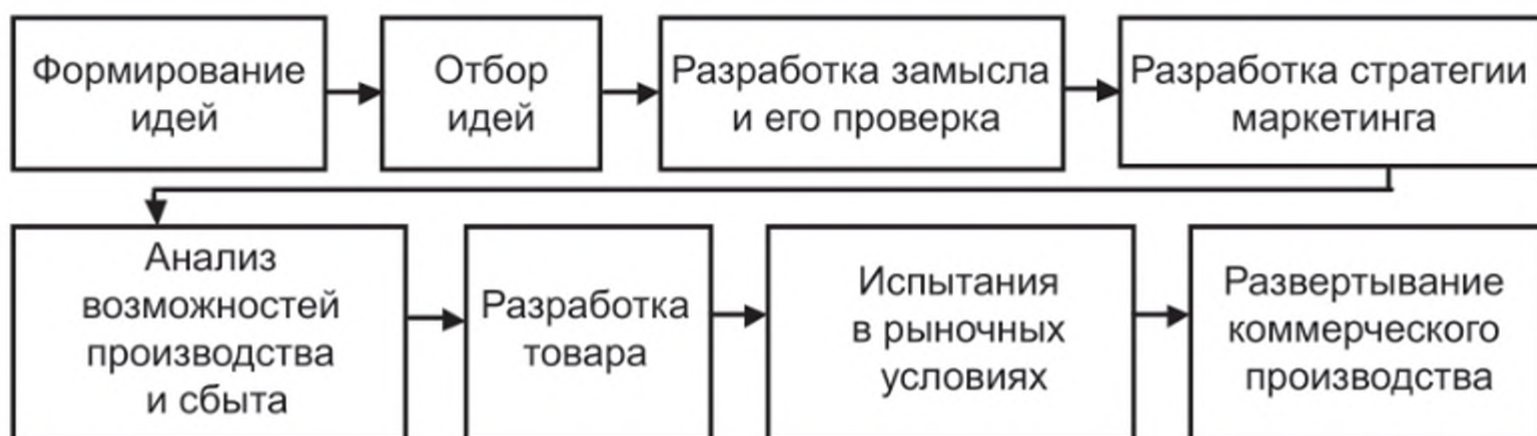 Формирование
идей
Отбор
идей
Разработка замысла
и его проверка
Разработка стратегии
маркетинга
Анализ
возможностей
производства
и сбыта
Разработка
товара
Испытания
в рыночных
условиях
Развертывание
коммерческого
производства